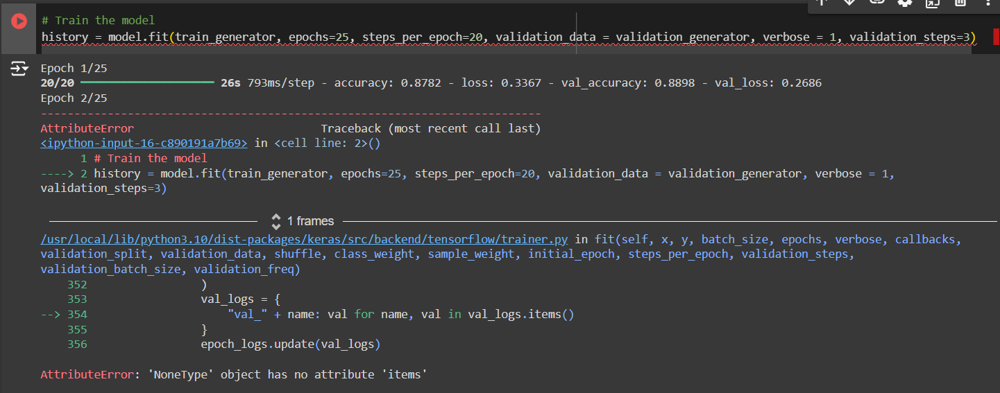 # Train the model
history = model.fit(train_generator, epochs=25, steps_per_epoch=20, validation_data = validation_generator, verbose = 1, validation_steps=3)
Epoch 1/25
20/20 ━━━━━━━━━━━━━━━━━━━━ 26s 793ms/step - accuracy: 0.8782 - loss: 0.3367 - val_accuracy: 0.8898 - val_loss: 0.2686
Epoch 2/25
---------------------------------------------------------------------------
AttributeError                            Traceback (most recent call last)
<ipython-input-16-c890191a7b69> in <cell line: 2>()
      1 # Train the model
----> 2 history = model.fit(train_generator, epochs=25, steps_per_epoch=20, validation_data = validation_generator, verbose = 1,
validation_steps=3)
1 frames
/usr/local/lib/python3.10/dist-packages/keras/src/backend/tensorflow/trainer.py in fit(self, x, y, batch_size, epochs, verbose, callbacks,
validation_split, validation_data, shuffle, class_weight, sample_weight, initial_epoch, steps_per_epoch, validation_steps,
validation_batch_size, validation_freq)
    352                 )
    353                 val_logs = {
--> 354                     "val_" + name: val for name, val in val_logs.items()
    355                 }
    356                 epoch_logs.update(val_logs)
AttributeError: 'NoneType' object has no attribute 'items'